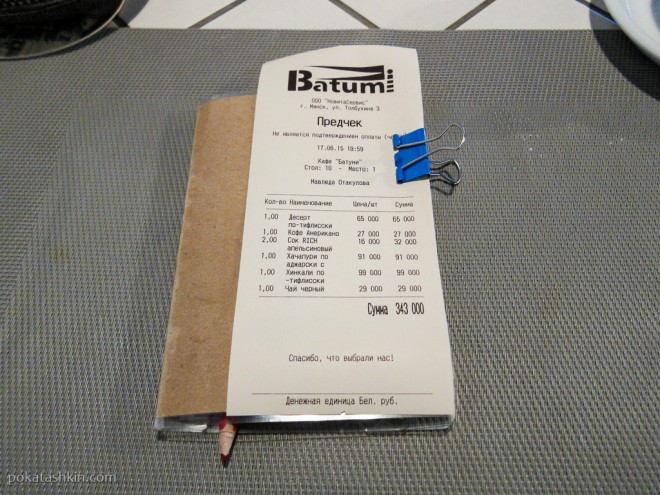 Batumi
ООО "НовитаСервис"
г. Минск, ул. Толбухина 3
Предчек
Не является подтверждением оплаты
17.06.15 19:59
Кафе "Батуми"
Стол: 10 - Место: 1
Мавлюда Отакулова
Кол-во Наименование Цена/шт Сумма
1,00 Десерт 65 000 65 000
по-тифлисски
1,00 Кофе Американо 27 000 27 000
2,00 Сок RICH 16 000 32 000
апельсиновый
1,00 Хачапури по 91 000 91 000
аджарски с
1,00 Хинкали по 99 000 99 000
-тифлисски
1,00 Чай черный 29 000 29 000
Сумма 343 000
Спасибо, что выбрали нас!
Денежная единица Бел. руб.
pokatashkin.com